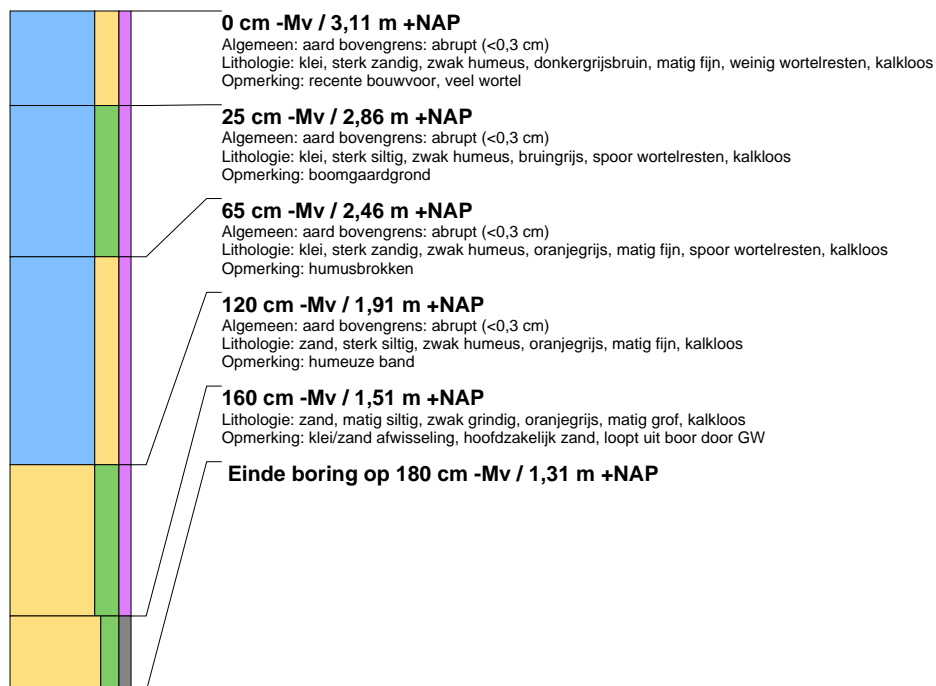 0 cm -Mv / 3,11 m +NAP
Algemeen: aard bovengrens: abrupt (<0,3 cm)
Lithologie: klei, sterk zandig, zwak humeus, donkergrijsbruin, matig fijn, weinig wortelresten, kalkloos
Opmerking: recente bouwvoor, veel wortel
25 cm -Mv / 2,86 m +NAP
Algemeen: aard bovengrens: abrupt (<0,3 cm)
Lithologie: klei, sterk siltig, zwak humeus, bruingrijs, spoor wortelresten, kalkloos
Opmerking: boomgaardgrond
65 cm -Mv / 2,46 m +NAP
Algemeen: aard bovengrens: abrupt (<0,3 cm)
Lithologie: klei, sterk zandig, zwak humeus, oranjegrijs, matig fijn, spoor wortelresten, kalkloos
Opmerking: humusbrokken
120 cm -Mv / 1,91 m +NAP
Algemeen: aard bovengrens: abrupt (<0,3 cm)
Lithologie: zand, sterk siltig, zwak humeus, oranjegrijs, matig fijn, kalkloos
Opmerking: humeuze band
160 cm -Mv / 1,51 m +NAP
Lithologie: zand, matig siltig, zwak grindig, oranjegrijs, matig grof, kalkloos
Opmerking: klei/zand afwisseling, hoofdzakelijk zand, loopt uit boor door GW
Einde boring op 180 cm -Mv / 1,31 m +NAP